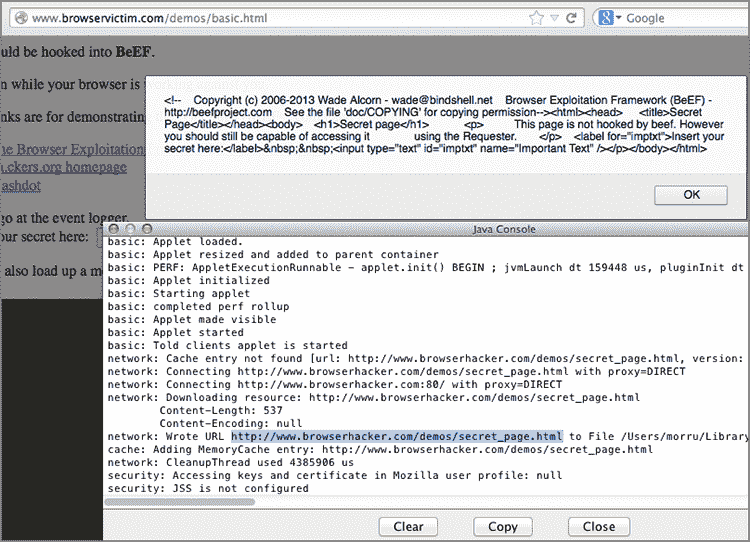 www.browservictim.com/demos/basic.html
Google
uld be hooked into BeEF.
n while your browser is
nks are for demonstratin
he Browser Exploitation
ckers.org homepage
ashdot
go at the event logger.
our secret here:
also load up a m
<!-- Copyright (c) 2006-2013 Wade Alcorn - wade@bindshell.net Browser Exploitation Framework (BeEF) -
http://beefproject.com See the file 'doc/COPYING' for copying permission--><html><head> <title>Secret
Page</title></head><body> <h1>Secret page</h1> <p> This page is not hooked by beef. However
you should still be capable of accessing it using the Requester. </p> <label for="imptxt">Insert your
secret here:</label>&nbsp;&nbsp;<input type="text" id="imptxt" name="Important Text" /></p></body></html>
OK
Java Console
basic: Applet loaded.
basic: Applet resized and added to parent container
basic: PERF: AppletExecutionRunnable - applet.init() BEGIN ; jvmLaunch dt 159448 us, pluginInit dt
basic: Applet initialized
basic: Starting applet
basic: completed perf rollup
basic: Applet made visible
basic: Applet started
basic: Told clients applet is started
network: Cache entry not found [url: http://www.browserhacker.com/demos/secret_page.html, version:
network: Connecting http://www.browserhacker.com/demos/secret_page.html with proxy=DIRECT
network: Connecting http://www.browserhacker.com:80/ with proxy=DIRECT
network: Downloading resource: http://www.browserhacker.com/demos/secret_page.html
Content-Length: 537
Content-Encoding: null
network: Wrote URL http://www.browserhacker.com/demos/secret_page.html to File /Users/morru/Library
cache: Adding MemoryCache entry: http://www.browserhacker.com/demos/secret_page.html
network: CleanupThread used 4385906 us
security: Accessing keys and certificate in Mozilla user profile: null
security: JSS is not configured
Clear
Copy
Close